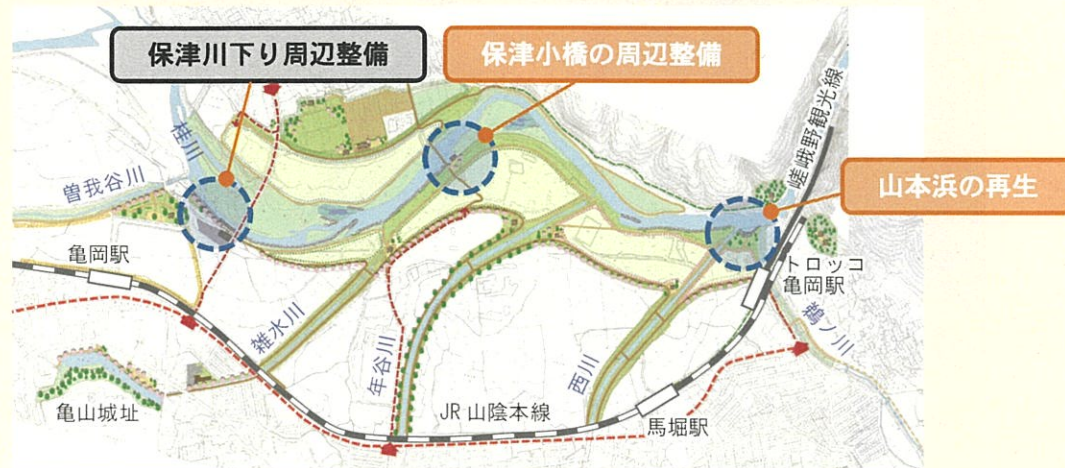 保津川下り周辺整備
保津小橋の周辺整備
嵯峨野観光線
桂川
曽我谷川
山本浜の再生
亀岡駅
トロッコ
亀岡駅
鵜ノ川
雑水川
年谷川
西川
亀山城址
JR山陰本線
馬堀駅